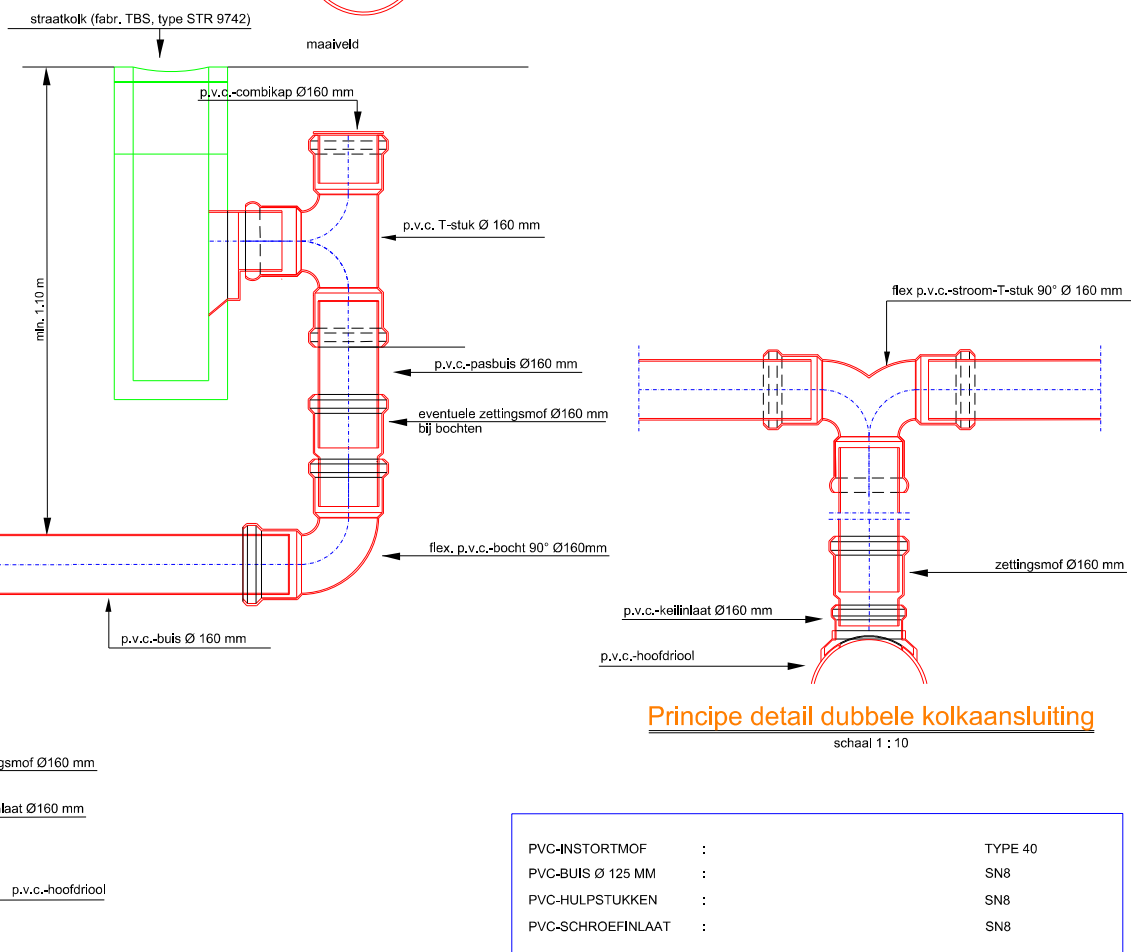 straatkolk (fabr. TBS, type STR 9742)
maaiveld
p.v.c.-combikap Ø160 mm
p.v.c. T-stuk Ø 160 mm
min. 1.10 m
flex p.v.c.-stroom-T-stuk 90° Ø 160 mm
p.v.c.-pasbuis Ø160 mm
eventuele zettingsmof Ø160 mm
bij bochten
flex. p.v.c.-bocht 90° Ø160mm
zettingsmof Ø160 mm
p.v.c.-keilinlaat Ø160 mm
p.v.c.-buis Ø 160 mm
p.v.c.-hoofdriool
Principe detail dubbele kolkaansluiting
schaal 1 : 10
gsmof Ø160 mm
laat Ø160 mm
p.v.c.-hoofdriool
PVC-INSTORTMOF : TYPE 40
PVC-BUIS Ø 125 MM : SN8
PVC-HULPSTUKKEN : SN8
PVC-SCHROEFINLAAT : SN8